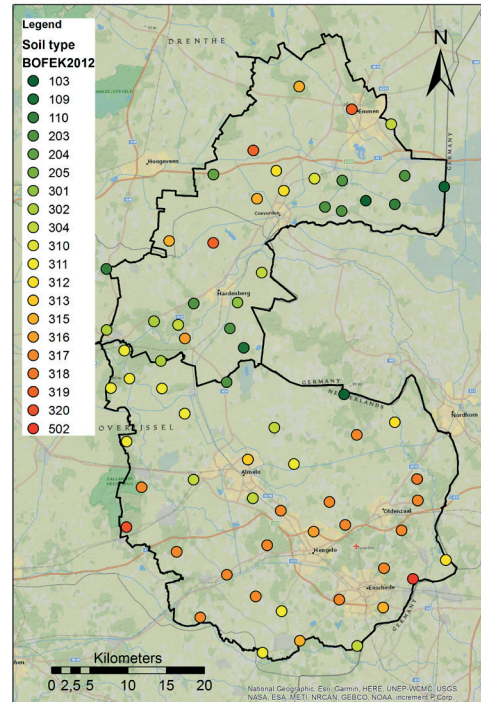 Legend
Soil type
BOFEK2012
103
109
110
203
204
205
301
302
304
310
311
312
313
315
316
317
318
319
320
502
DRENTHE
N
Emmen
GERMANY
Hoogeveen
Coevorden
Hardenberg
GERMANY
NETHERLANDS
Nordhorn
OVERIJSSEL
Almelo
Oldenzaal
Hengelo
Enschede
GERMANY
Kilometers
0 2,5 5 10 15 20
National Geographic, Esri, Garmin, HERE, UNEP-WCMC, USGS,
NASA, ESA, METI, NRCAN, GEBCO, NOAA, increment P Corp.